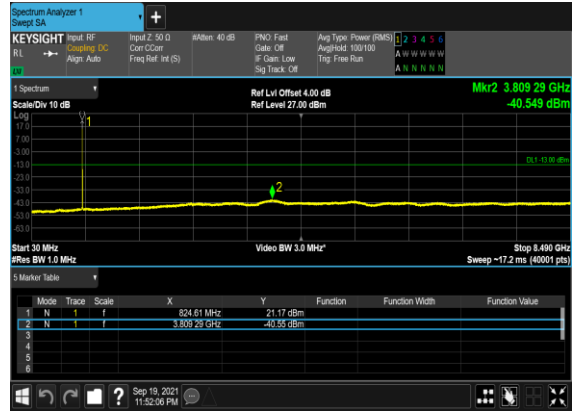 Spectrum Analyzer 1
Swept SA
+
KEYSIGHT Input: RF Input Z: 50 Ω #Atten: 40 dB PNO: Fast Avg Type: Power (RMS) 1 2 3 4 5 6
RL Coupling: DC Corr CCorr Gate: Off Avg|Hold: 100/100 A W W W W W
Align: Auto Freq Ref: Int (S) IF Gain: Low Trig: Free Run
Sig Track: Off A N N N N N
1 Spectrum Ref Lvl Offset 4.00 dB Mkr2 3.809 29 GHz
Scale/Div 10 dB Ref Level 27.00 dBm -40.549 dBm
Log
17.0 1
7.00
-3.00
-13.0 DL1 -13.00 dBm
-23.0
-33.0 2
-43.0
-53.0
-63.0
Start 30 MHz Video BW 3.0 MHz* Stop 8.490 GHz
#Res BW 1.0 MHz Sweep ~17.2 ms (40001 pts)
5 Marker Table
Mode Trace Scale X Y Function Function Width Function Value
1 N 1 f 824.61 MHz 21.17 dBm
2 N 1 f 3.809 29 GHz -40.55 dBm
3
4
5
6
? Sep 19, 2021
11:52:06 PM